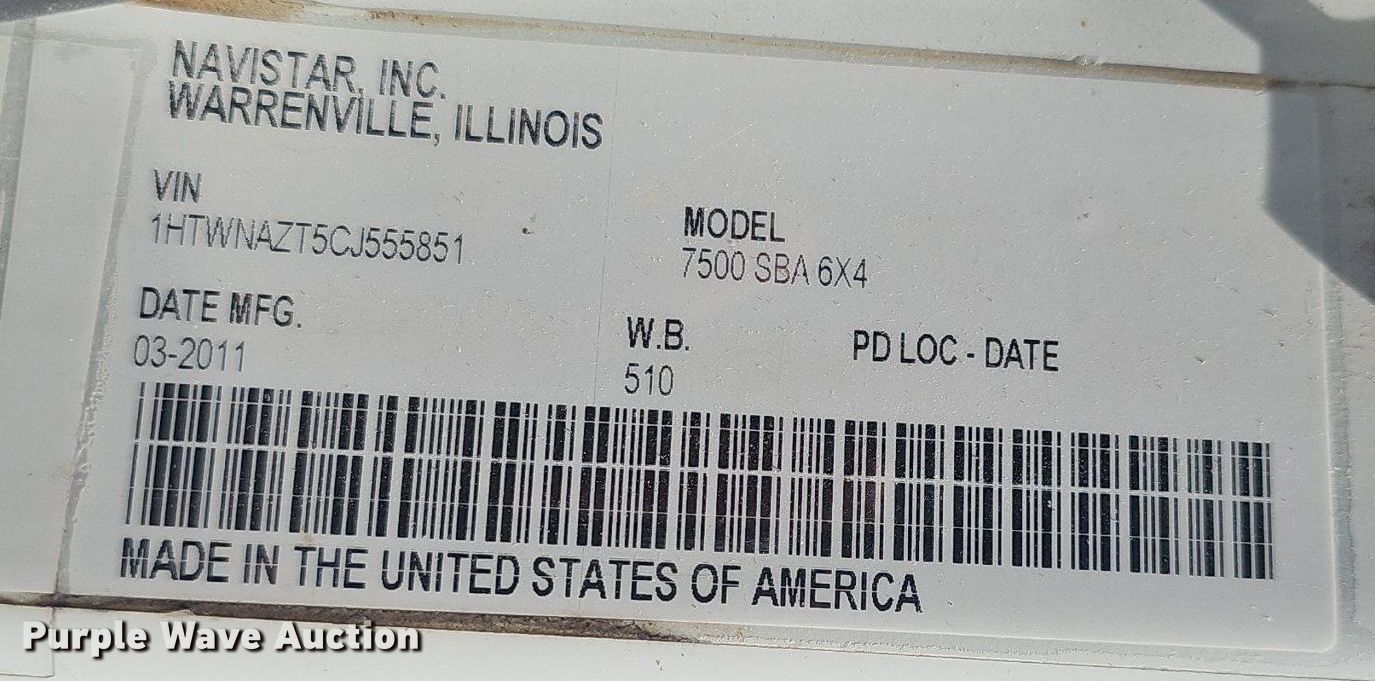 NAVISTAR, INC.
WARRENVILLE, ILLINOIS
VIN
1HTWNAZT5CJ555851
MODEL
7500 SBA 6X4
DATE MFG.
03-2011
W.B.
510
PD LOC - DATE
MADE IN THE UNITED STATES OF AMERICA
Purple Wave Auction